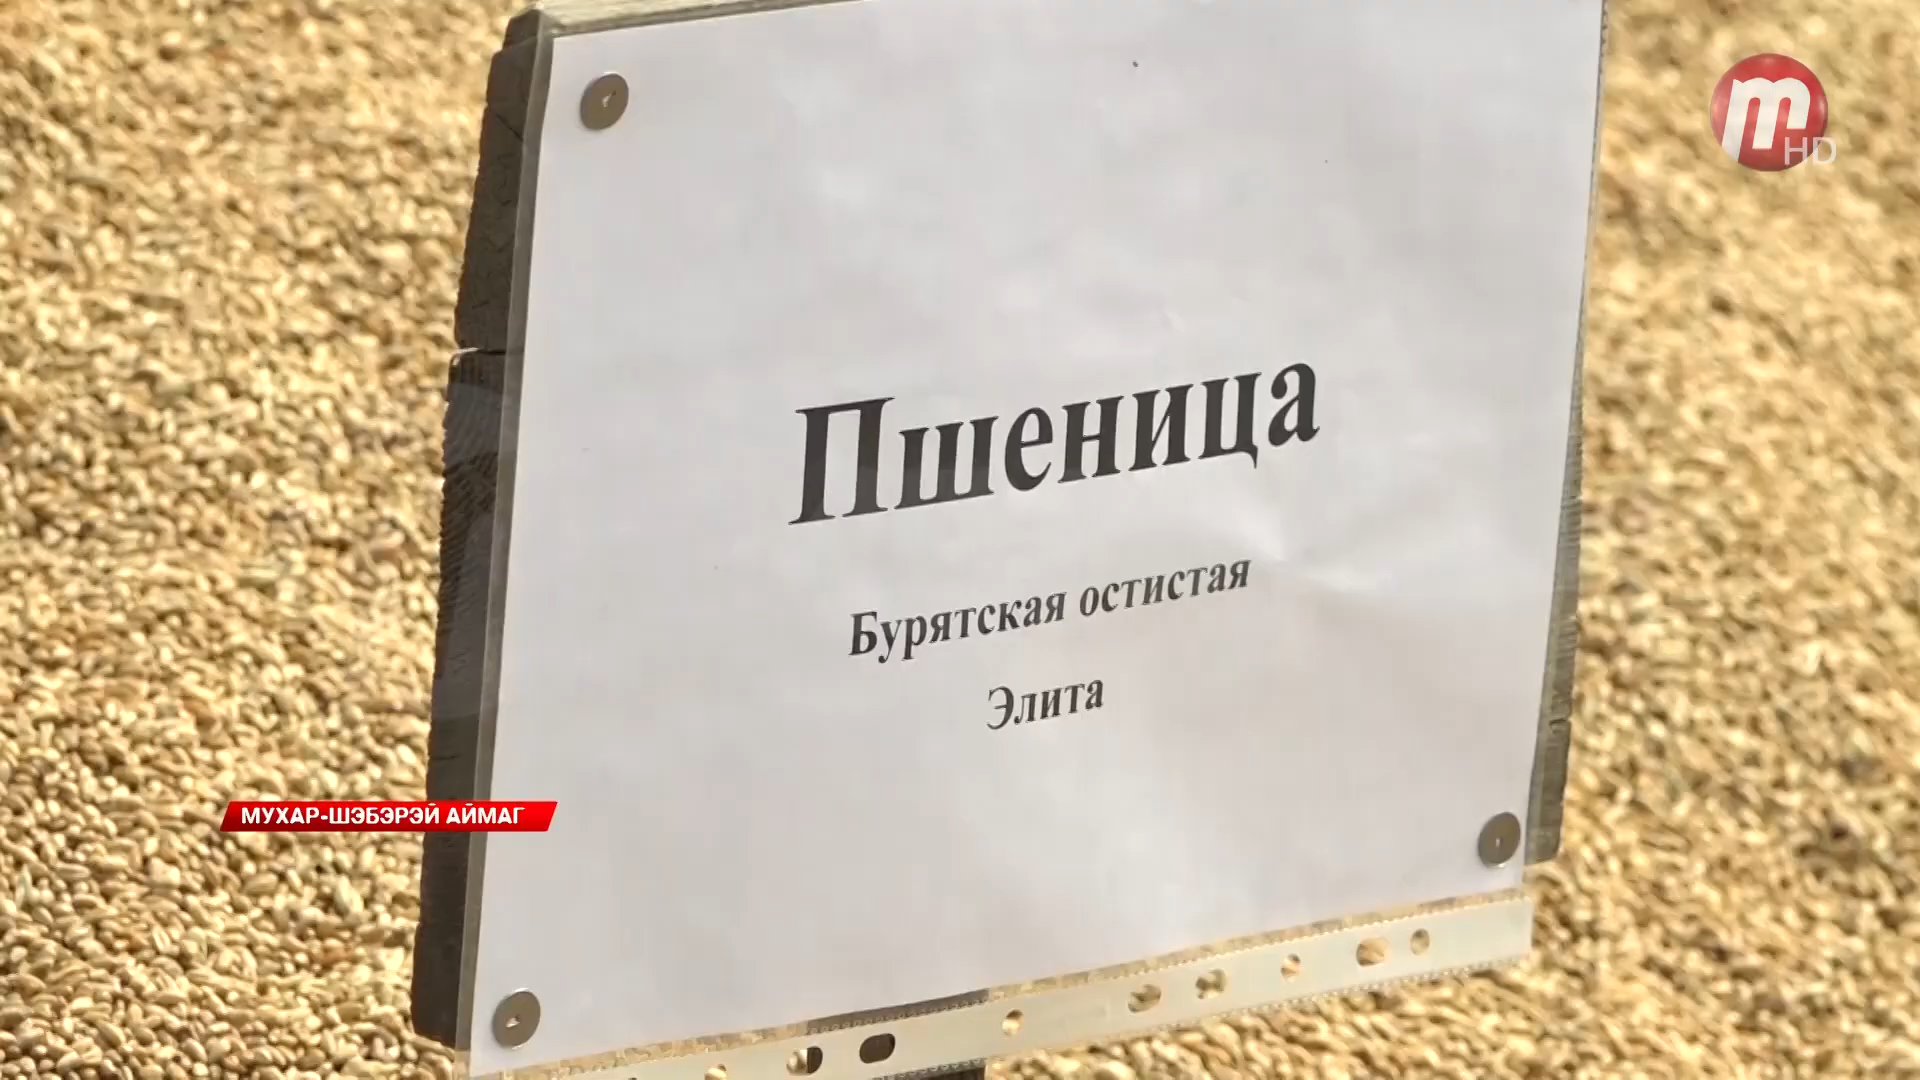 m HD
Пшеница
Бурятская остистая
Элита
МУХАР-ШЭБЭРЭЙ АЙМАГ